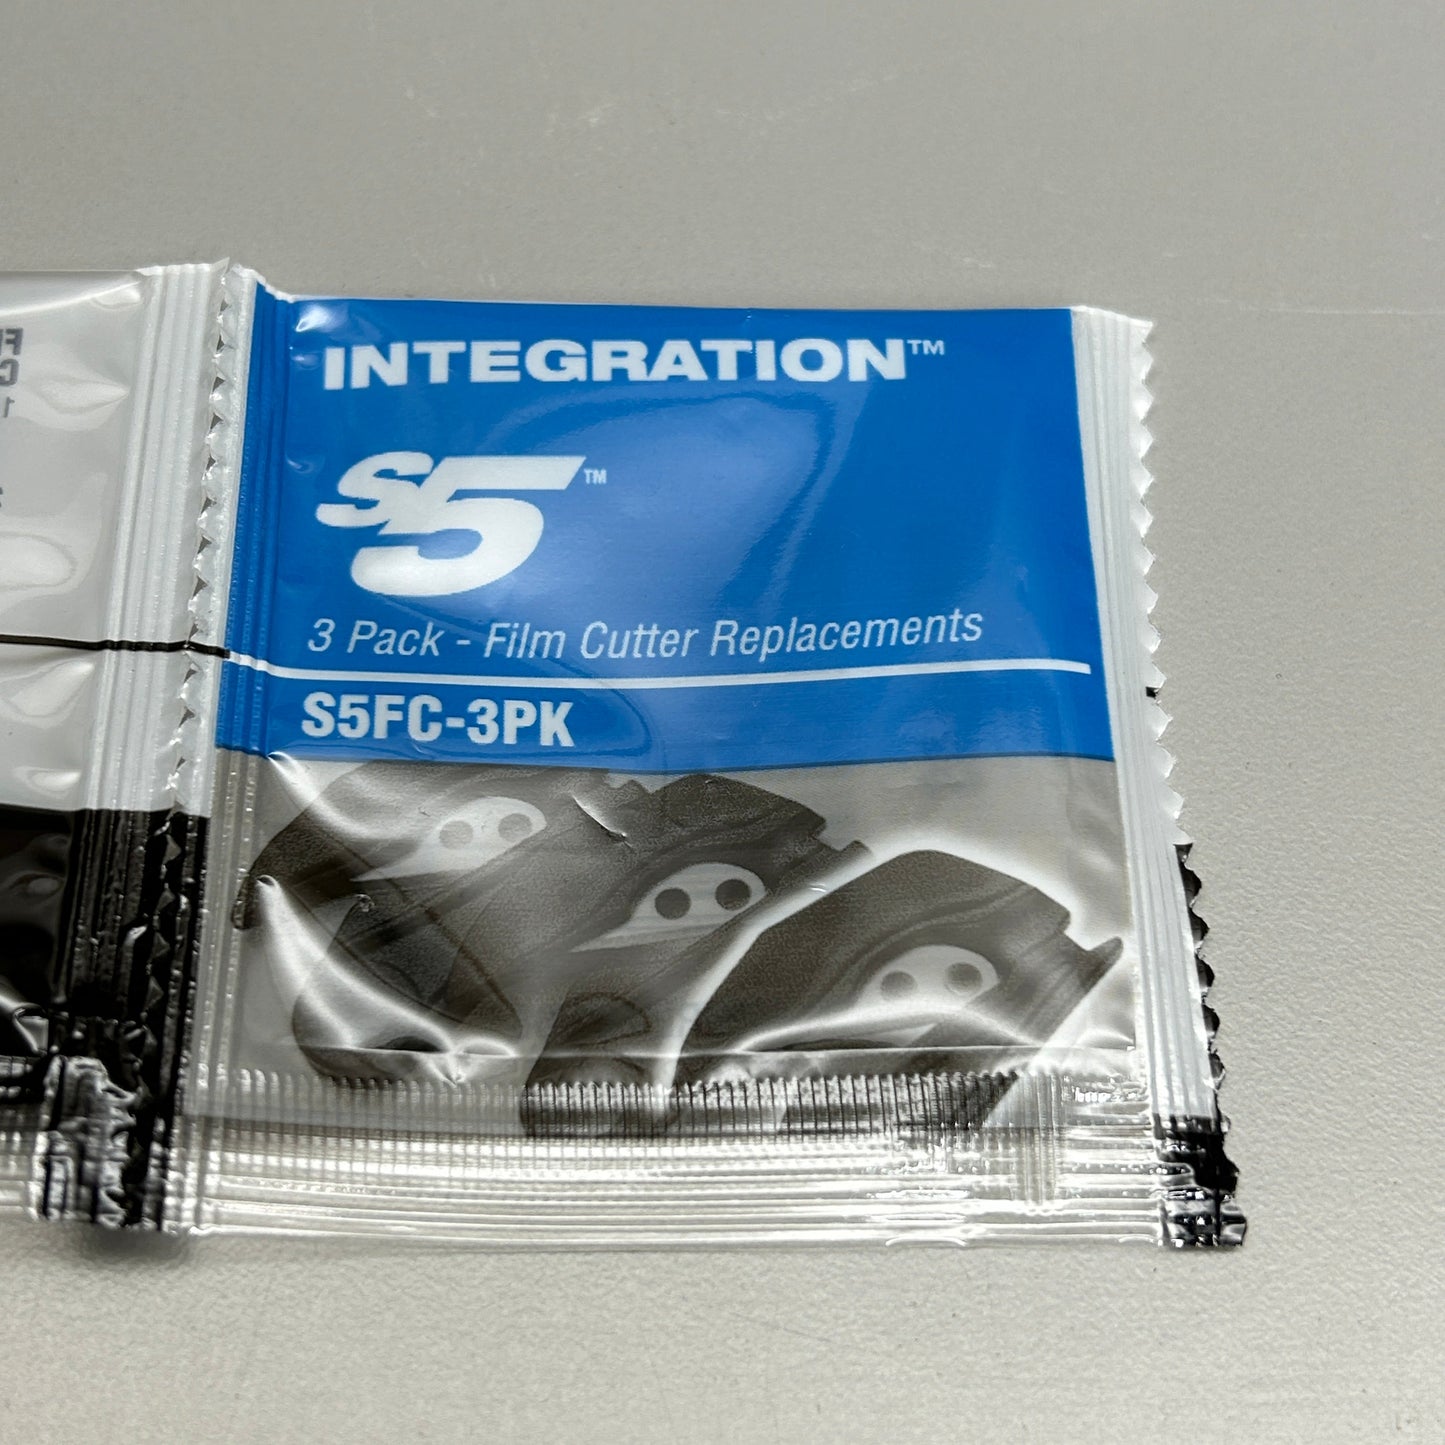 INTEGRATION™
S5™
3 Pack - Film Cutter Replacements
S5FC-3PK